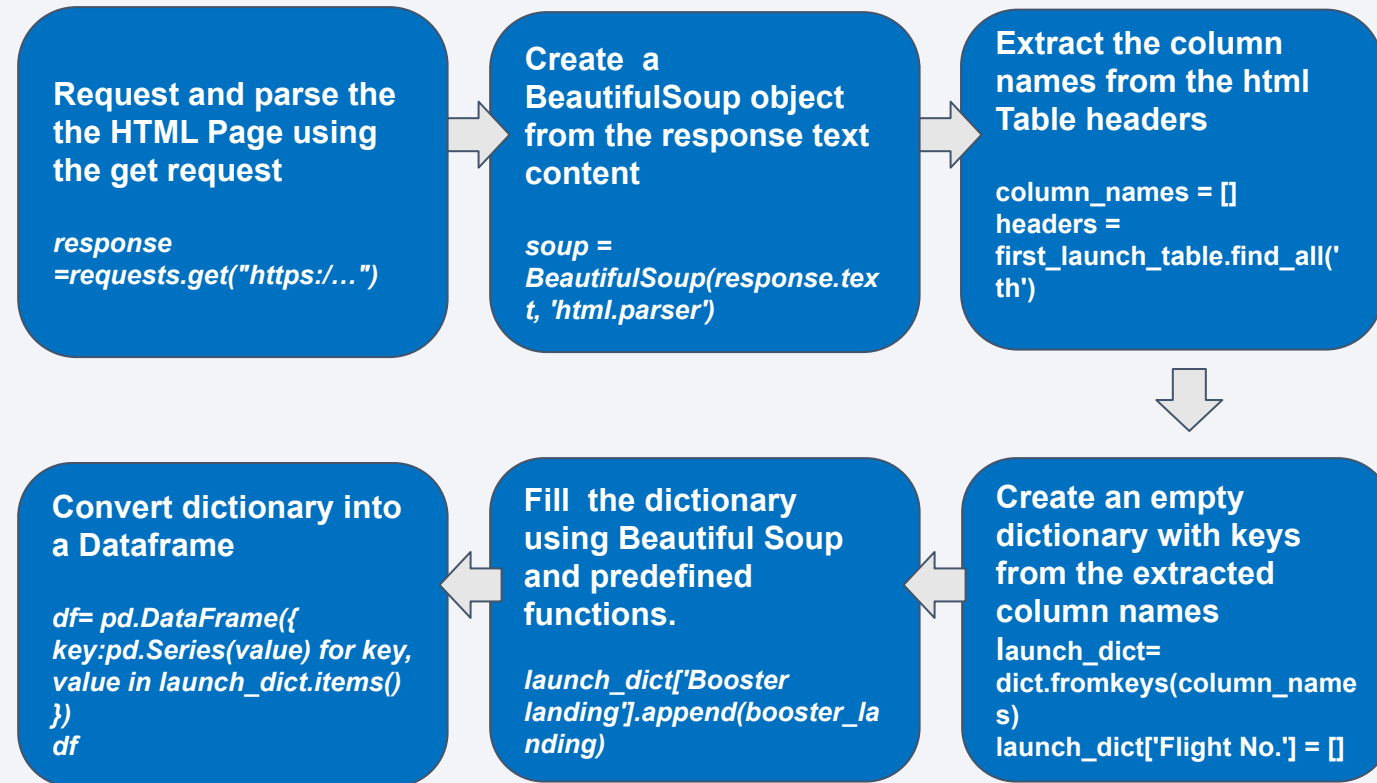 Request and parse the
the HTML Page using
the get request
response
=requests.get("https:/…")
Create  a
BeautifulSoup object
from the response text
content
soup =
BeautifulSoup(response.tex
t, 'html.parser')
Extract the column
names from the html
Table headers
column_names = []
headers =
first_launch_table.find_all('
th')
Create an empty
dictionary with keys
from the extracted
column names
launch_dict=
dict.fromkeys(column_name
s)
launch_dict['Flight No.'] = []
Fill  the dictionary
using Beautiful Soup
and predefined
functions.
launch_dict['Booster
landing'].append(booster_la
nding)
Convert dictionary into
a Dataframe
df= pd.DataFrame({
key:pd.Series(value) for key,
value in launch_dict.items()
})
df